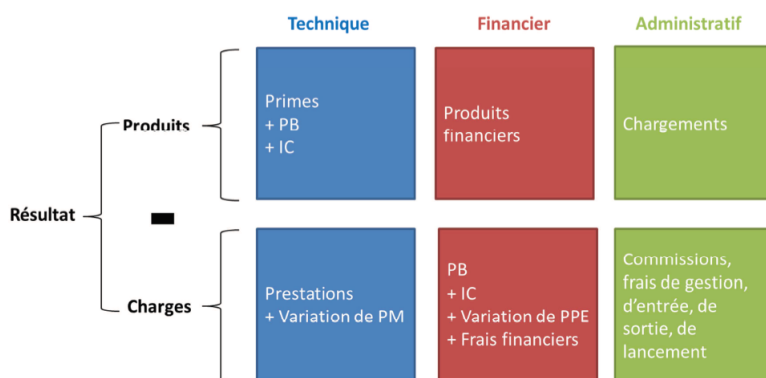 Technique
Financier
Administratif
Produits
Primes
+ PB
+ IC
Produits
financiers
Chargements
Résultat
Charges
Prestations
+ Variation de PM
PB
+ IC
+ Variation de PPE
+ Frais financiers
Commissions,
frais de gestion,
d'entrée, de
sortie, de
lancement